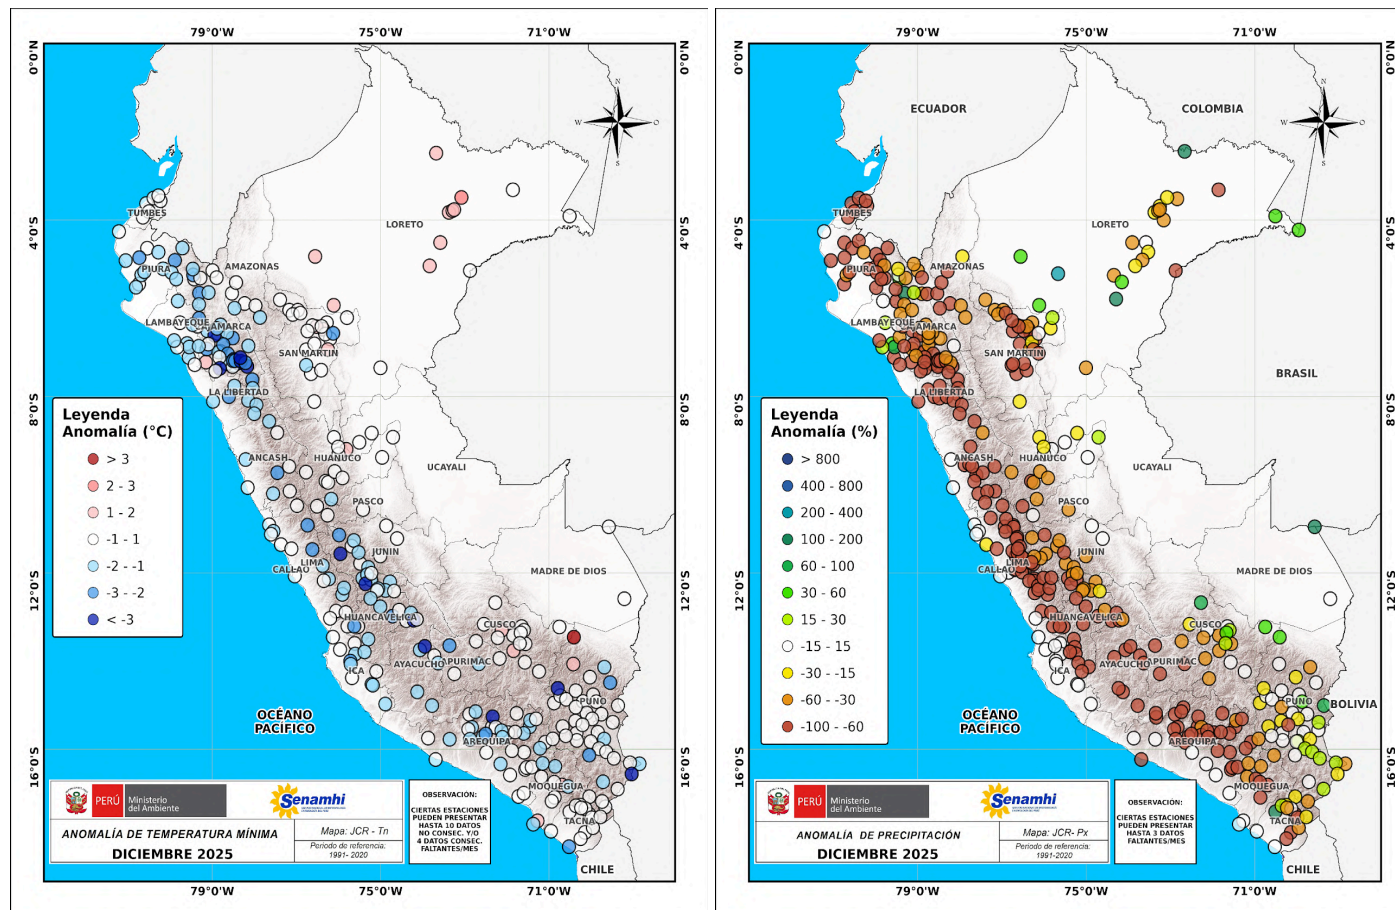 79°0'W 75°0'W 71°0'W
0°0'N
4°0'S
8°0'S
12°0'S
16°0'S
0°0'N
4°0'S
8°0'S
12°0'S
16°0'S
N
W O
S
TUMBES
LORETO
PIURA
AMAZONAS
LAMBAYEQUE
CAJAMARCA
SAN MARTIN
LA LIBERTAD
ANCASH
HUANUCO
UCAYALI
PASCO
JUNIN
LIMA
CALLAO
MADRE DE DIOS
HUANCAVELICA
CUSCO
AYACUCHO
APURIMAC
ICA
PUNO
AREQUIPA
MOQUEGUA
TACNA
OCÉANO
PACÍFICO
CHILE
Leyenda
Anomalía (°C)
> 3
2 - 3
1 - 2
-1 - 1
-2 - -1
-3 - -2
< -3
PERÚ
Ministerio
del Ambiente
Senamhi
ANOMALÍA DE TEMPERATURA MÍNIMA
DICIEMBRE 2025
Mapa: JCR - Tn
Periodo de referencia:
1991- 2020
OBSERVACIÓN:
CIERTAS ESTACIONES
PUEDEN PRESENTAR
HASTA 10 DATOS
NO CONSEC. Y/O
4 DATOS CONSEC.
FALTANTES/MES
79°0'W 75°0'W 71°0'W
79°0'W 75°0'W 71°0'W
0°0'N
4°0'S
8°0'S
12°0'S
16°0'S
0°0'N
4°0'S
8°0'S
12°0'S
16°0'S
N
W O
S
ECUADOR
COLOMBIA
TUMBES
LORETO
PIURA
AMAZONAS
LAMBAYEQUE
CAJAMARCA
SAN MARTIN
BRASIL
LA LIBERTAD
ANCASH
HUANUCO
UCAYALI
PASCO
JUNIN
LIMA
CALLAO
MADRE DE DIOS
HUANCAVELICA
CUSCO
AYACUCHO
APURIMAC
ICA
PUNO
BOLIVIA
AREQUIPA
MOQUEGUA
TACNA
OCÉANO
PACÍFICO
CHILE
Leyenda
Anomalía (%)
> 800
400 - 800
200 - 400
100 - 200
60 - 100
30 - 60
15 - 30
-15 - 15
-30 - -15
-60 - -30
-100 - -60
PERÚ
Ministerio
del Ambiente
Senamhi
ANOMALÍA DE PRECIPITACIÓN
DICIEMBRE 2025
Mapa: JCR- Px
Periodo de referencia:
1991-2020
OBSERVACIÓN:
CIERTAS ESTACIONES
PUEDEN PRESENTAR
HASTA 3 DATOS
FALTANTES/MES
79°0'W 75°0'W 71°0'W